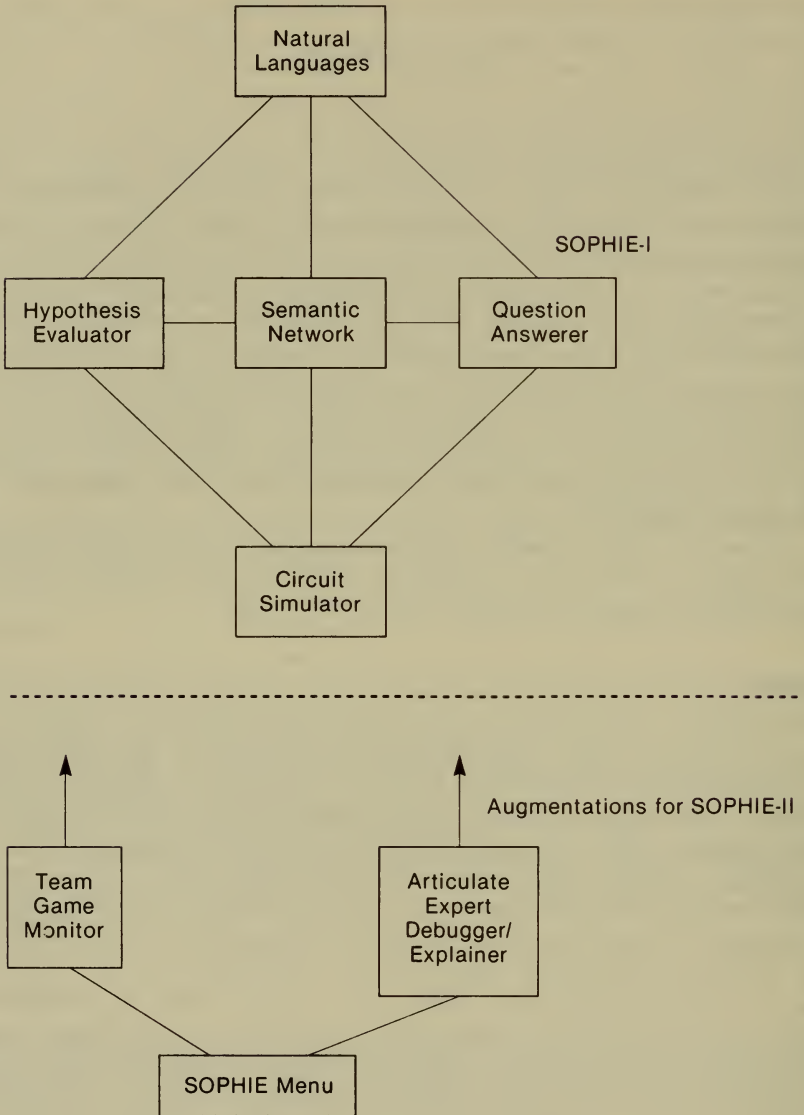 Natural
Languages
SOPHIE-I
Hypothesis
Evaluator
Semantic
Network
Question
Answerer
Circuit
Simulator
Augmentations for SOPHIE-II
Team
Game
Monitor
Articulate
Expert
Debugger/
Explainer
SOPHIE Menu